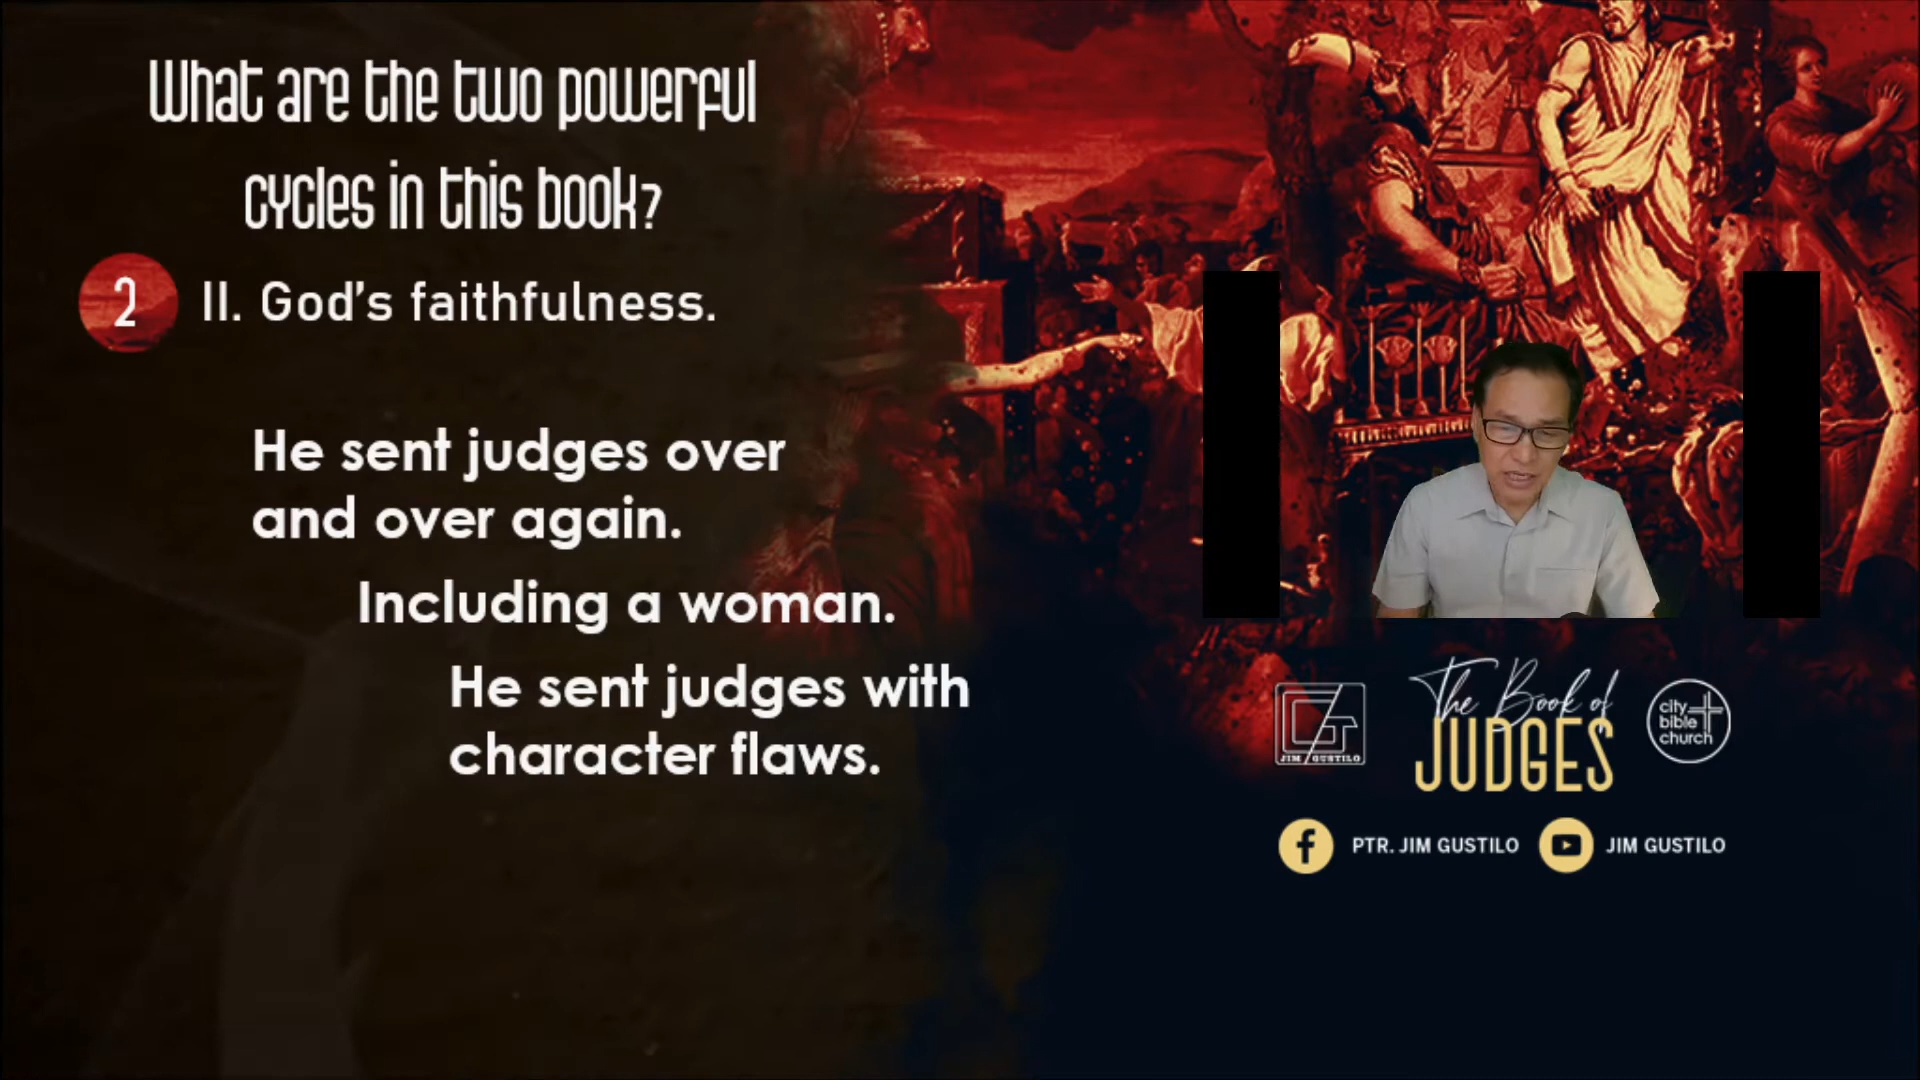 What are the two powerful
cycles in this book?
2 II. God's faithfulness.
He sent judges over
and over again.
Including a woman.
He sent judges with
character flaws.
JIM GUSTILO
The Book of
JUDGES
city
bible
church
PTR. JIM GUSTILO
JIM GUSTILO